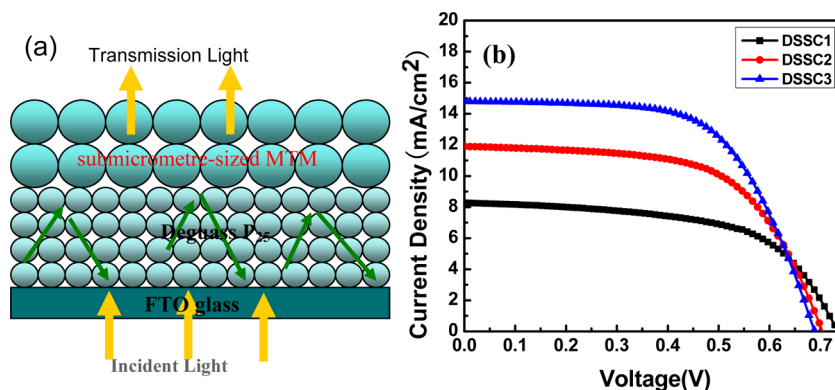 (a)
Transmission Light
submicrometre-sized MTM
Deguass P25
FTO glass
Incident Light
(b)
DSSC1
DSSC2
DSSC3
Current Density (mA/cm2)
20
18
16
14
12
10
8
6
4
2
0
0.0 0.1 0.2 0.3 0.4 0.5 0.6 0.7
Voltage(V)